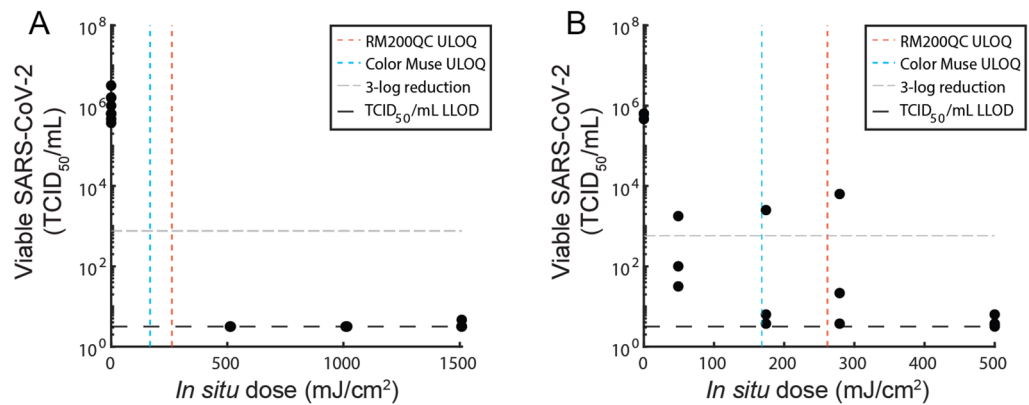 A
Viable SARS-CoV-2
(TCID50/mL)
10^8
10^6
10^4
10^2
10^0
RM200QC ULOQ
Color Muse ULOQ
3-log reduction
TCID50/mL LLOD
0
500
1000
1500
In situ dose (mJ/cm²)
B
Viable SARS-CoV-2
(TCID50/mL)
10^8
10^6
10^4
10^2
10^0
RM200QC ULOQ
Color Muse ULOQ
3-log reduction
TCID50/mL LLOD
0
100
200
300
400
500
In situ dose (mJ/cm²)